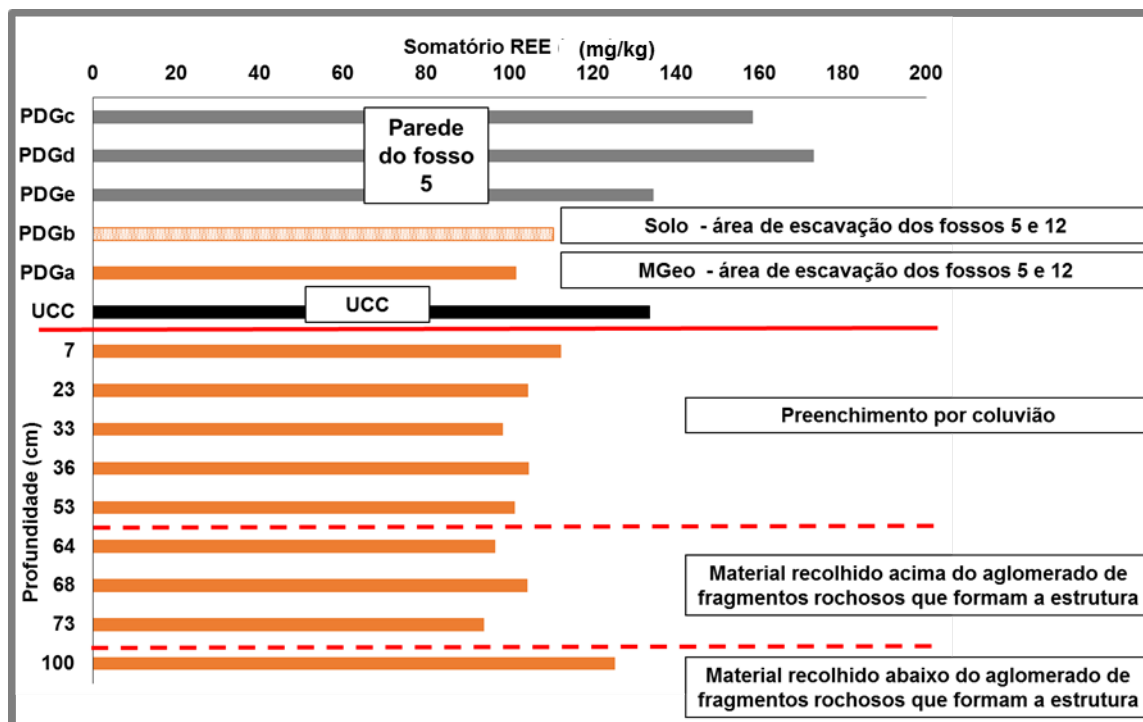 Somatório REE (mg/kg)
0 20 40 60 80 100 120 140 160 180 200
PDGc
PDGd
PDGe
Parede
do fosso
5
PDGb
Solo - área de escavação dos fossos 5 e 12
PDGa
MGeo - área de escavação dos fossos 5 e 12
UCC
UCC
Profundidade (cm)
7
23
33
Preenchimento por coluvião
36
53
64
68
Material recolhido acima do aglomerado de
fragmentos rochosos que formam a estrutura
73
100
Material recolhido abaixo do aglomerado de
fragmentos rochosos que formam a estrutura